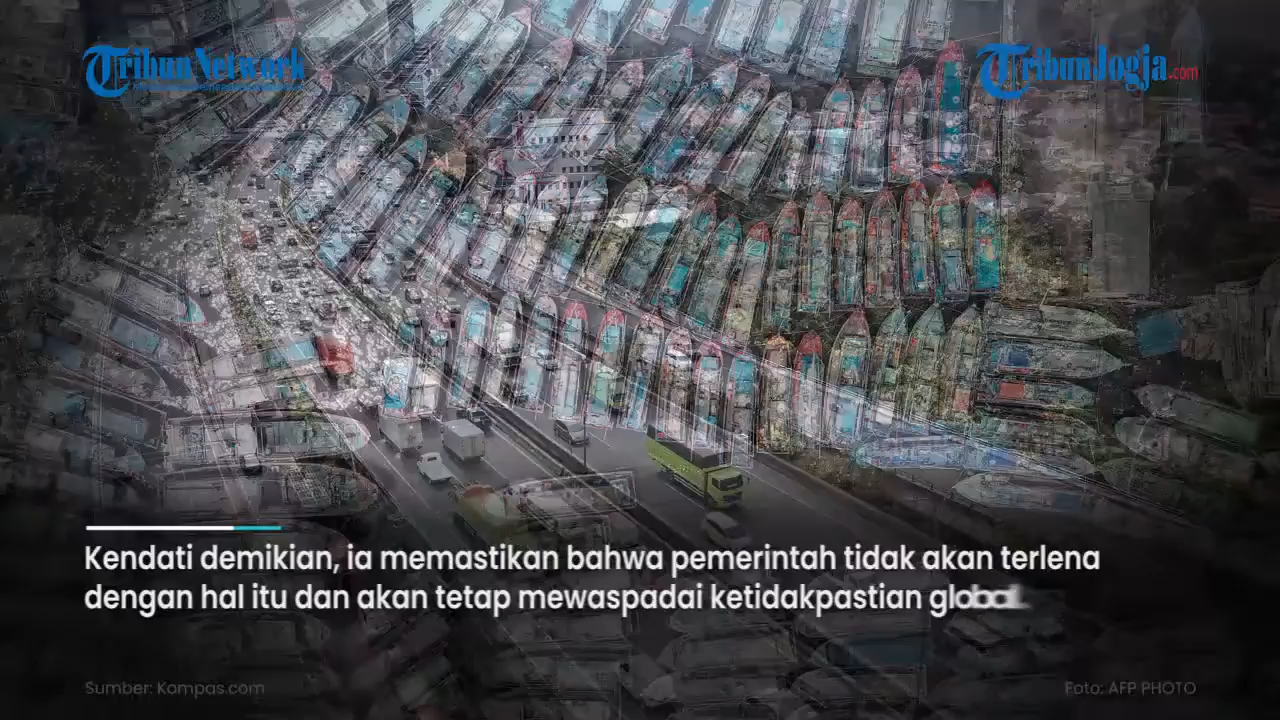 TribunNetwork
TribunJogja.com
Kendati demikian, ia memastikan bahwa pemerintah tidak akan terlena
dengan hal itu dan akan tetap mewaspadai ketidakpastian global.
Sumber: Kompas.com
Foto: AFP PHOTO